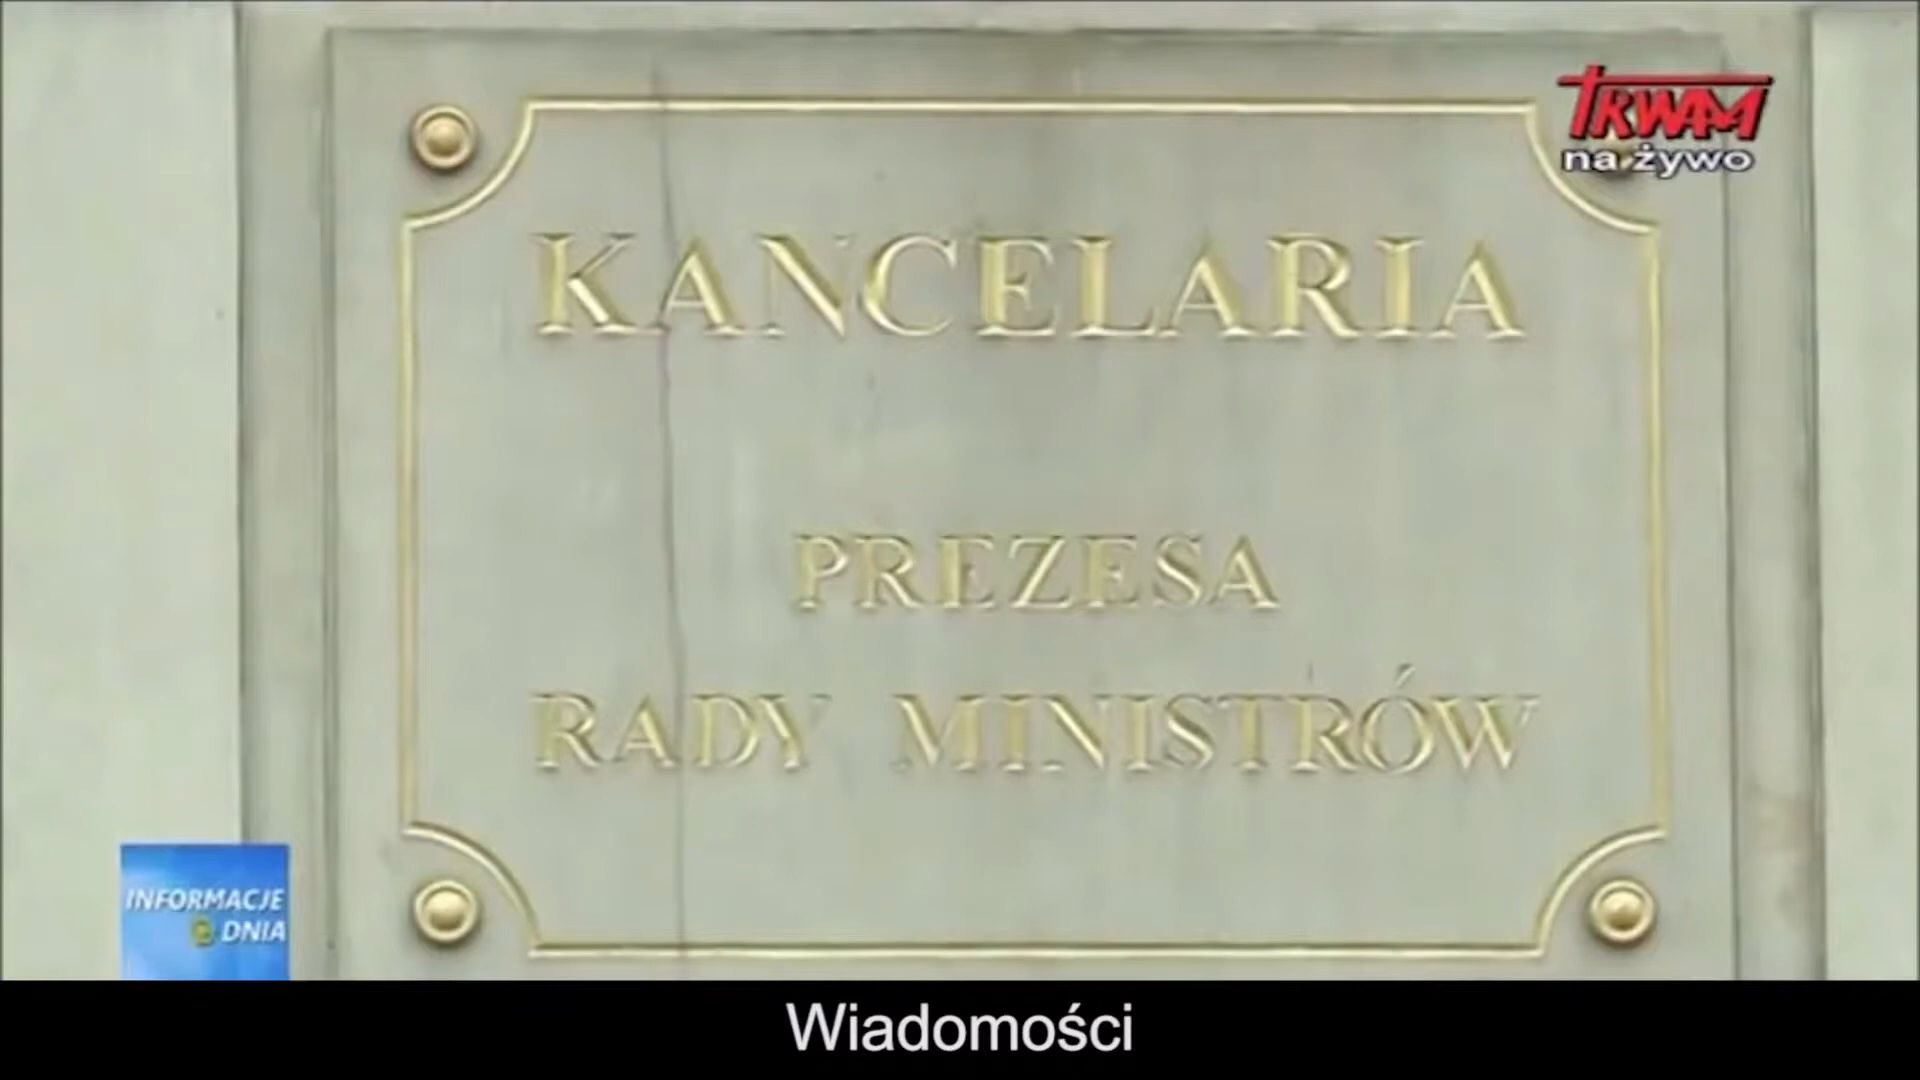 TRWAM
na żywo
KANCELARIA
PREZESA
RADY MINISTRÓW
INFORMACJE
DNIA
Wiadomości